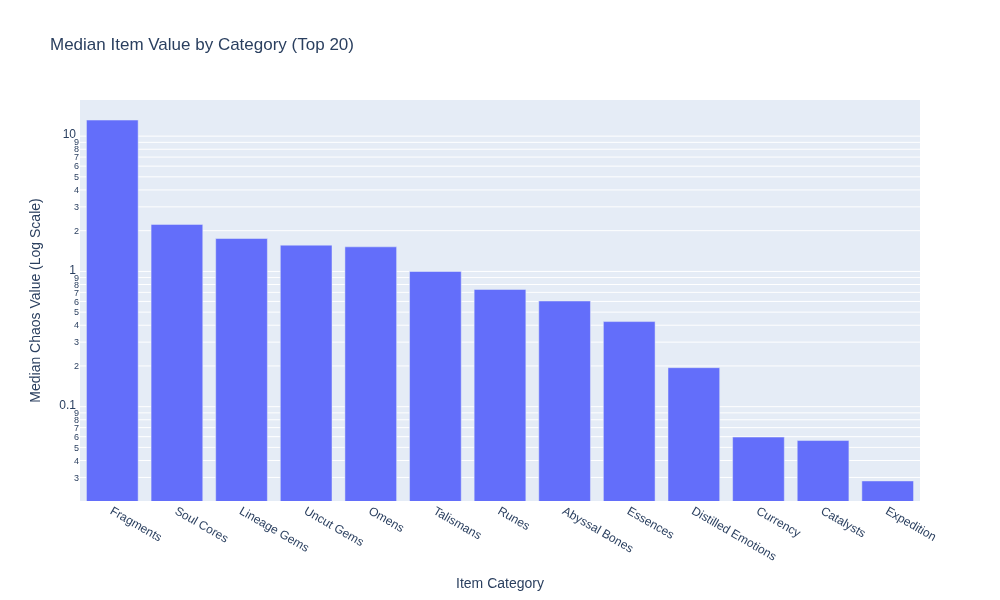 Median Item Value by Category (Top 20)
Median Chaos Value (Log Scale)
10
9
8
7
6
5
4
3
2
1
9
8
7
6
5
4
3
2
0.1
9
8
7
6
5
4
3
Fragments
Soul Cores
Lineage Gems
Uncut Gems
Omens
Talismans
Runes
Abyssal Bones
Essences
Distilled Emotions
Currency
Catalysts
Expedition
Item Category